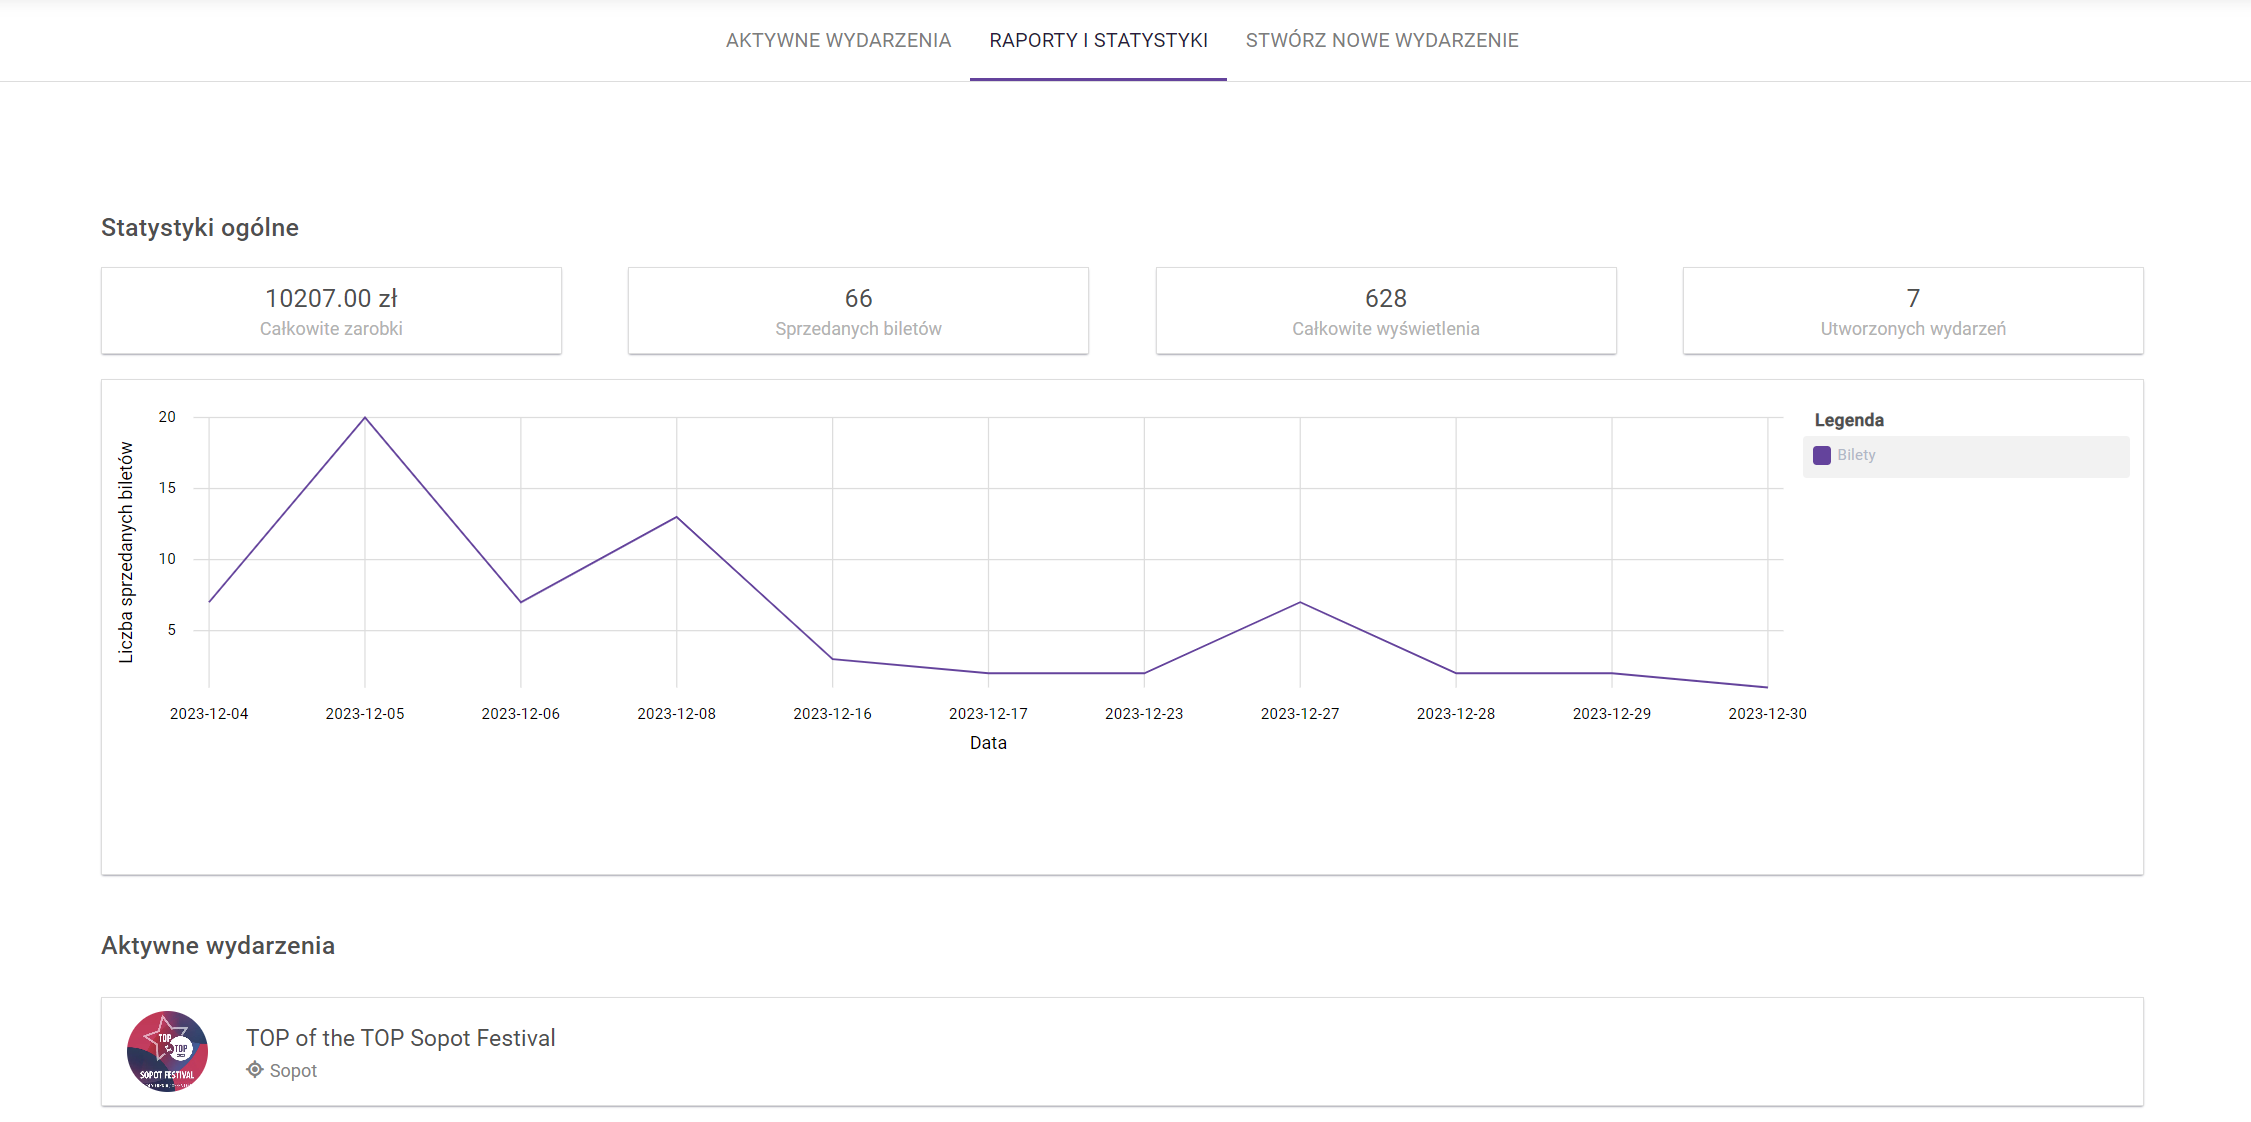 AKTYWNE WYDARZENIA RAPORTY I STATYSTYKI STWÓRZ NOWE WYDARZENIE
Statystyki ogólne
10207.00 zł
Całkowite zarobki
66
Sprzedanych biletów
628
Całkowite wyświetlenia
7
Utworzonych wydarzeń
Liczba sprzedanych biletów
20
15
10
5
2023-12-04 2023-12-05 2023-12-06 2023-12-08 2023-12-16 2023-12-17 2023-12-23 2023-12-27 2023-12-28 2023-12-29 2023-12-30
Data
Legenda
Bilety
Aktywne wydarzenia
TOP
TOP
SOPOT FESTIVAL
TOP of the TOP Sopot Festival
Sopot